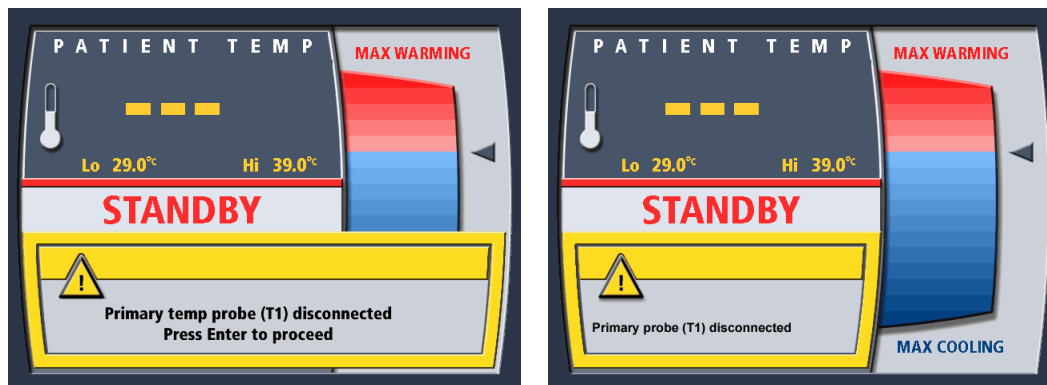 PATIENT TEMP
MAX WARMING
Lo 29.0°C Hi 39.0°C
STANDBY
!
Primary temp probe (T1) disconnected
Press Enter to proceed
PATIENT TEMP
MAX WARMING
Lo 29.0°C Hi 39.0°C
STANDBY
!
Primary probe (T1) disconnected
MAX COOLING